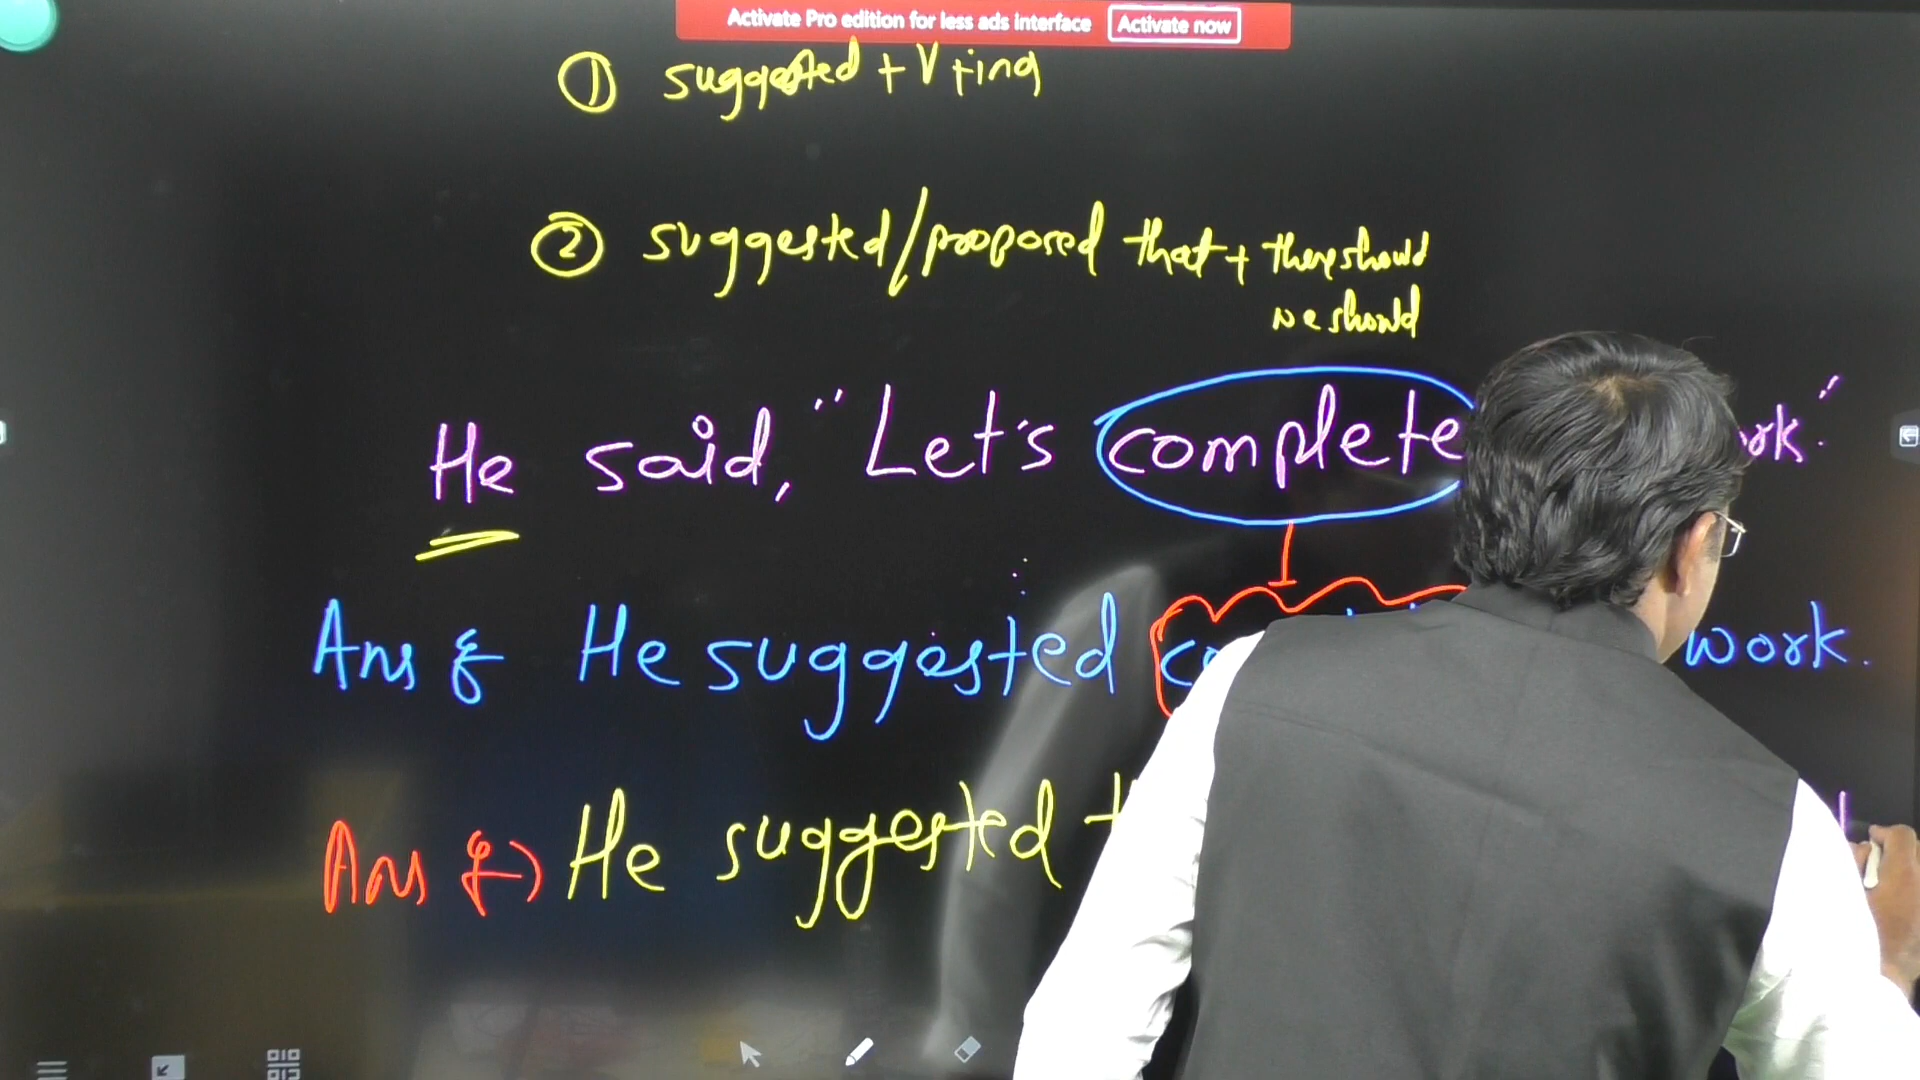 Activate Pro edition for less ads interface Activate now
① suggested + V + ing
② suggested/proposed that + they should
we should
He said, "Let's complete
Ans He suggested work.
Ans He suggested